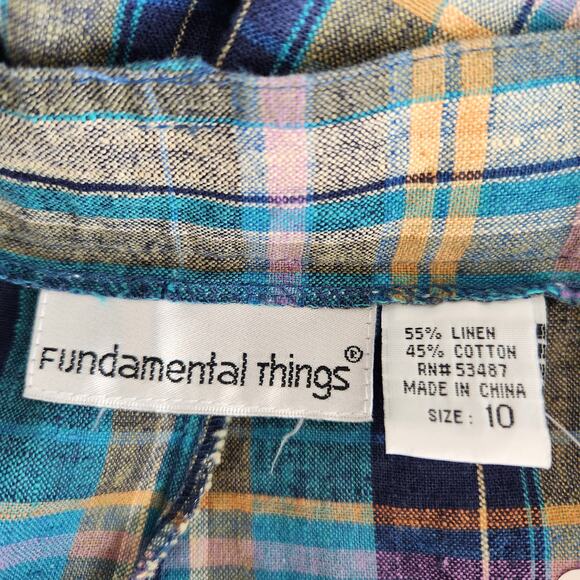 Fundamental Things®
55% LINEN
45% COTTON
RN# 53487
MADE IN CHINA
SIZE: 10